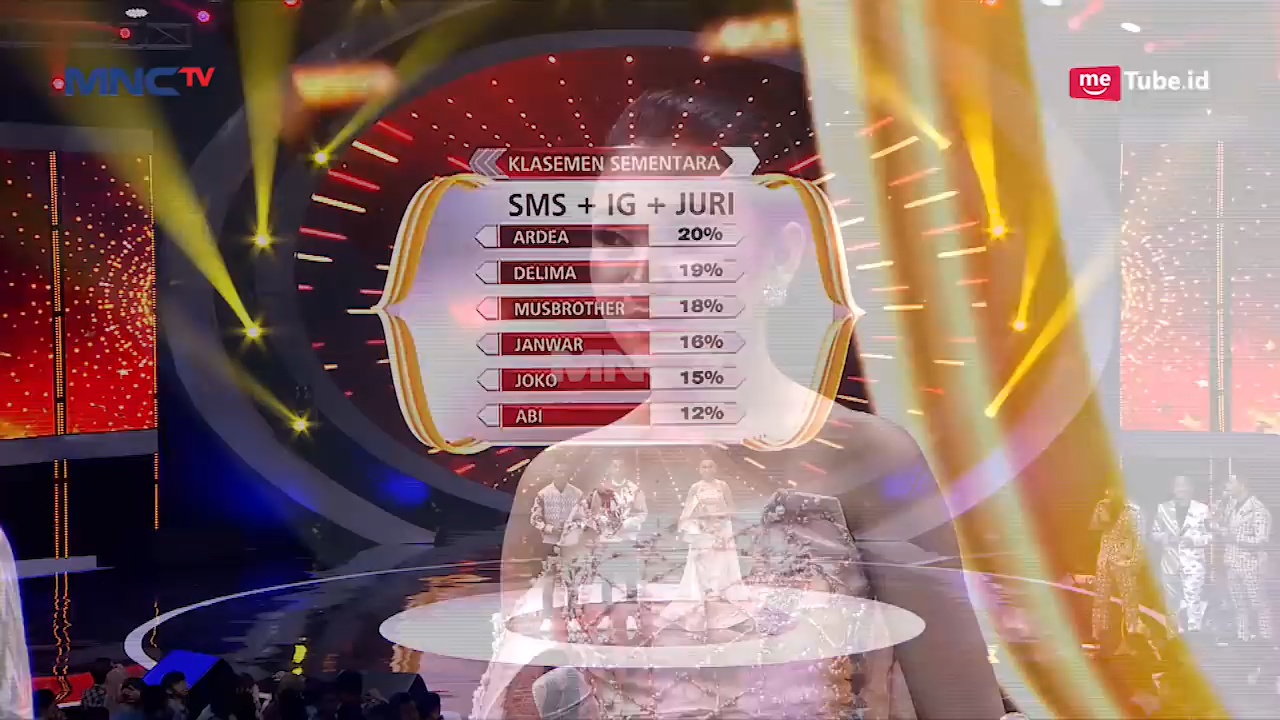 MNCTV
me Tube.id
KLASEMEN SEMENTARA
SMS + IG + JURI
ARDEA 20%
DELIMA 19%
MUSBROTHER 18%
JANWAR 16%
JOKO 15%
ABI 12%